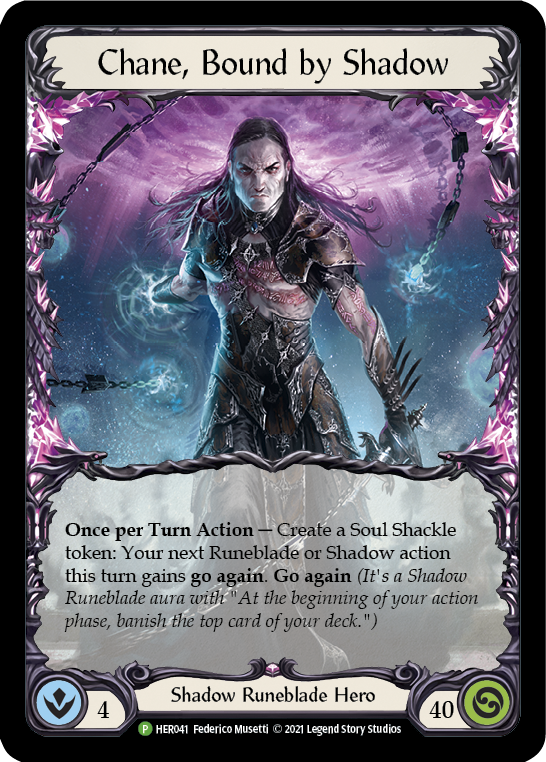 Chane, Bound by Shadow
Once per Turn Action — Create a Soul Shackle
token: Your next Runeblade or Shadow action
this turn gains go again. Go again (It's a Shadow
Runeblade aura with "At the beginning of your action
phase, banish the top card of your deck.")
Shadow Runeblade Hero
4
40
P HER041 Federico Musetti © 2021 Legend Story Studios